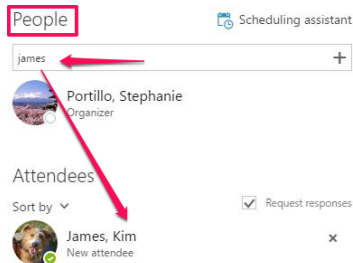 People
Scheduling assistant
james
Portillo, Stephanie
Organizer
Attendees
Sort by
Request responses
James, Kim
New attendee